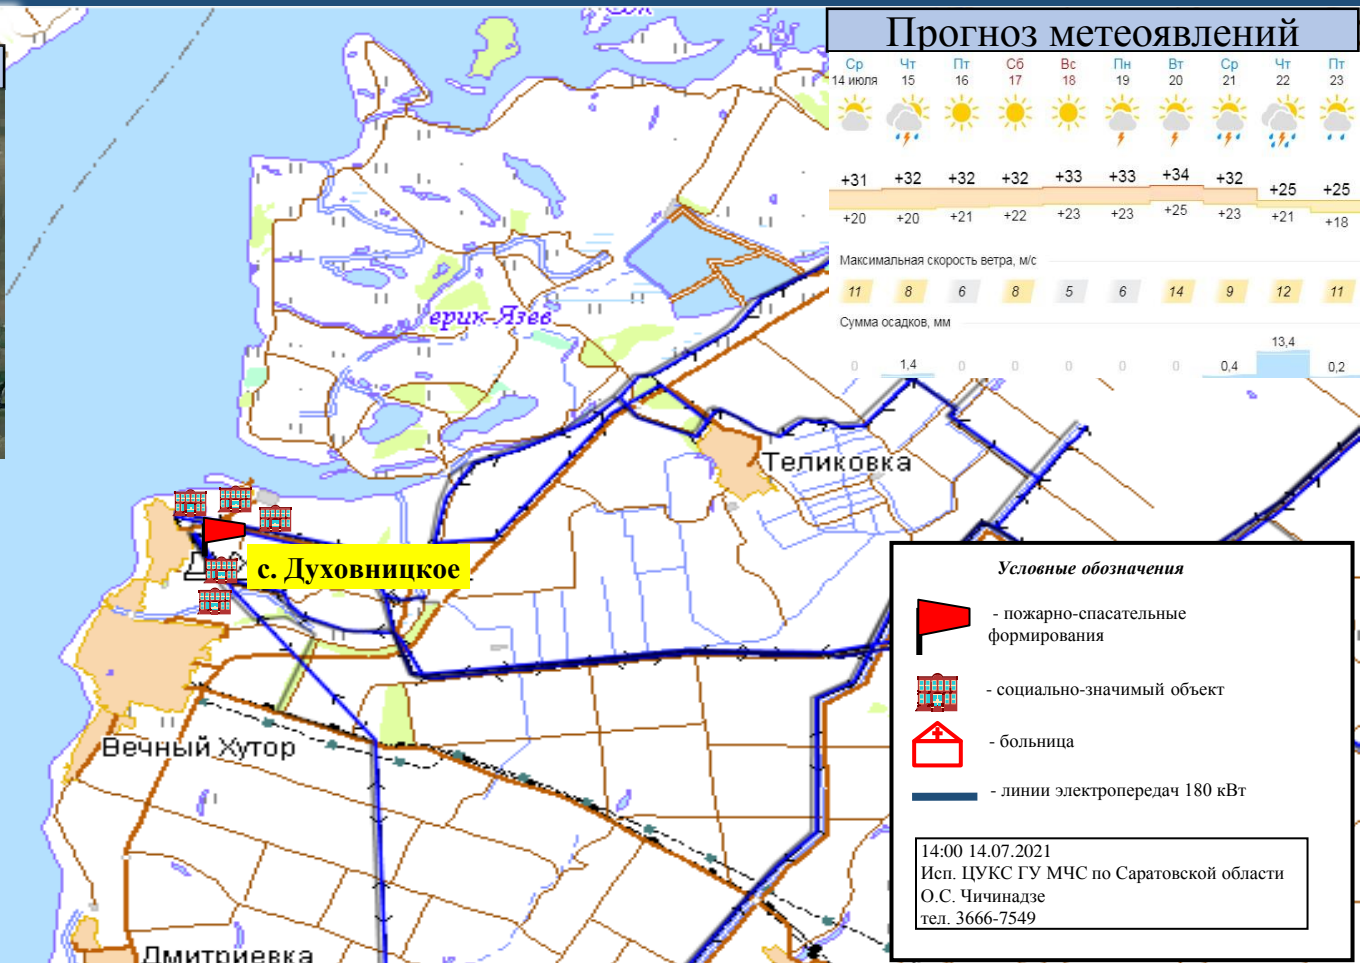 Прогноз метеоявлений
Ср Чт Пт Сб Вс Пн Вт Ср Чт Пт
14 июля 15 16 17 18 19 20 21 22 23
+31 +32 +32 +32 +33 +33 +34 +32 +25 +25
+20 +20 +21 +22 +23 +23 +25 +23 +21 +18
Максимальная скорость ветра, м/с
11 8 6 8 5 6 14 9 12 11
Сумма осадков, мм
0 1,4 0 0 0 0 0 0,4 13,4 0,2
ерик Язев
Теликовка
с. Духовницкое
Вечный Хутор
Дмитриевка
Условные обозначения
- пожарно-спасательные
формирования
- социально-значимый объект
- больница
- линии электропередач 180 кВт
14:00 14.07.2021
Исп. ЦУКС ГУ МЧС по Саратовской области
О.С. Чичинадзе
тел. 3666-7549